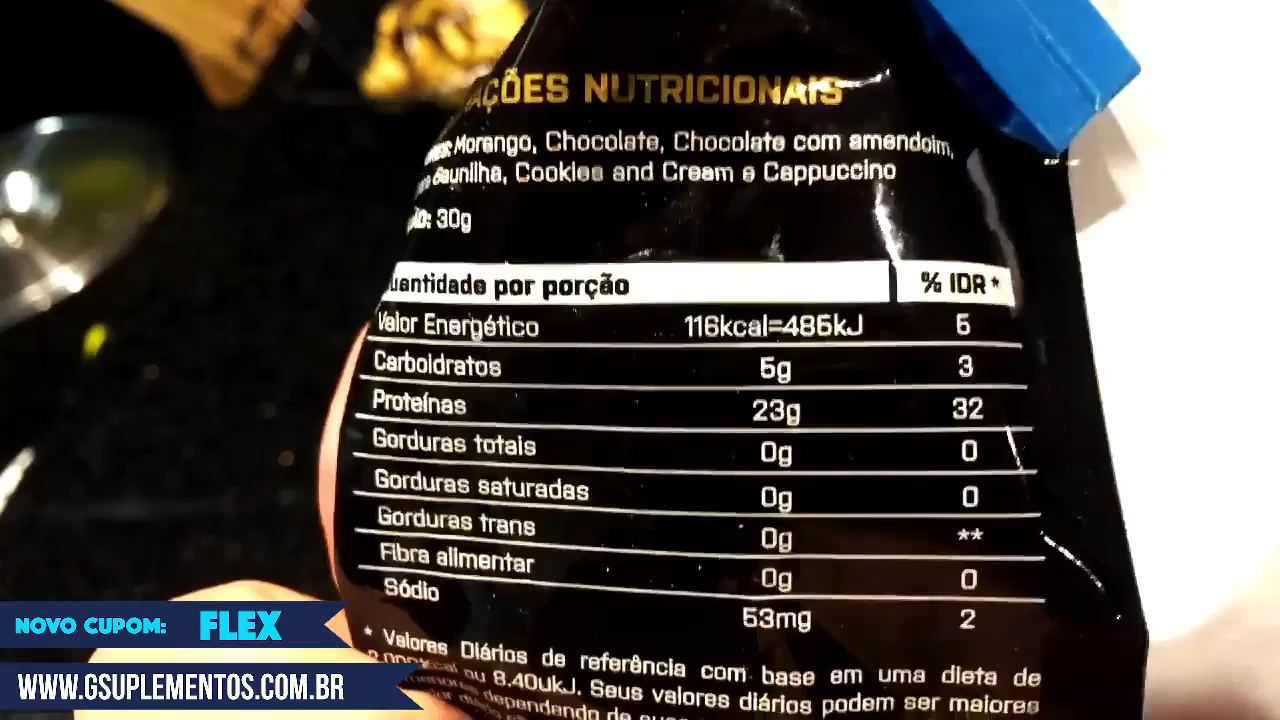 AÇÕES NUTRICIONAIS
Morango, Chocolate, Chocolate com amendoim,
Baunilha, Cookies and Cream e Cappuccino
30g
uantidade por porção % IDR*
Valor Energético 116kcal=486kJ 6
Carboidratos 5g 3
Proteínas 23g 32
Gorduras totais 0g 0
Gorduras saturadas 0g 0
Gorduras trans 0g **
Fibra alimentar 0g 0
Sódio 53mg 2
* Valores Diários de referência com base em uma dieta de
ou 8.400kJ. Seus valores diários podem ser maiores
dependendo de
NOVO CUPOM: FLEX
WWW.GSUPLEMENTOS.COM.BR